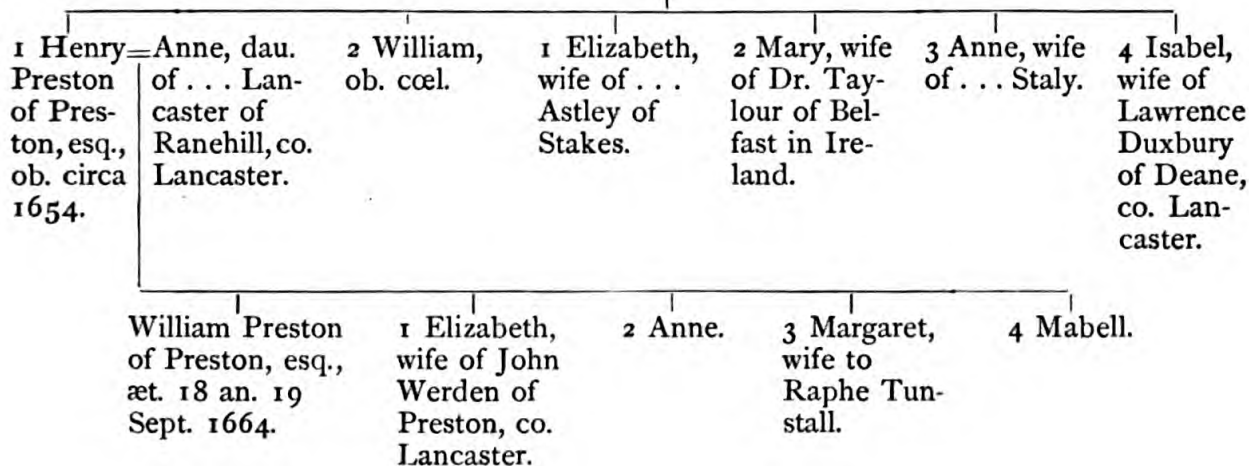 1 Henry=
Preston
of Pres-
ton, esq.,
ob. circa
1654.
Anne, dau.
of . . . Lan-
caster of
Ranehill, co.
Lancaster.
2 William,
ob. cœl.
1 Elizabeth,
wife of . . .
Astley of
Stakes.
2 Mary, wife
of Dr. Tay-
lour of Bel-
fast in Ire-
land.
3 Anne, wife
of . . . Staly.
4 Isabel,
wife of
Lawrence
Duxbury
of Deane,
co. Lan-
caster.
William Preston
of Preston, esq.,
æt. 18 an. 19
Sept. 1664.
1 Elizabeth,
wife of John
Werden of
Preston, co.
Lancaster.
2 Anne.
3 Margaret,
wife to
Raphe Tun-
stall.
4 Mabell.